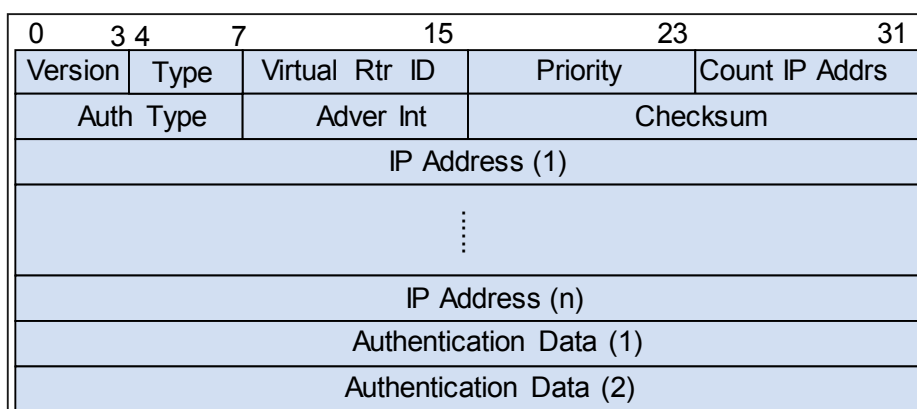 0 3 4 7 15 23 31
Version Type Virtual Rtr ID Priority Count IP Addrs
Auth Type Adver Int Checksum
IP Address (1)
IP Address (n)
Authentication Data (1)
Authentication Data (2)